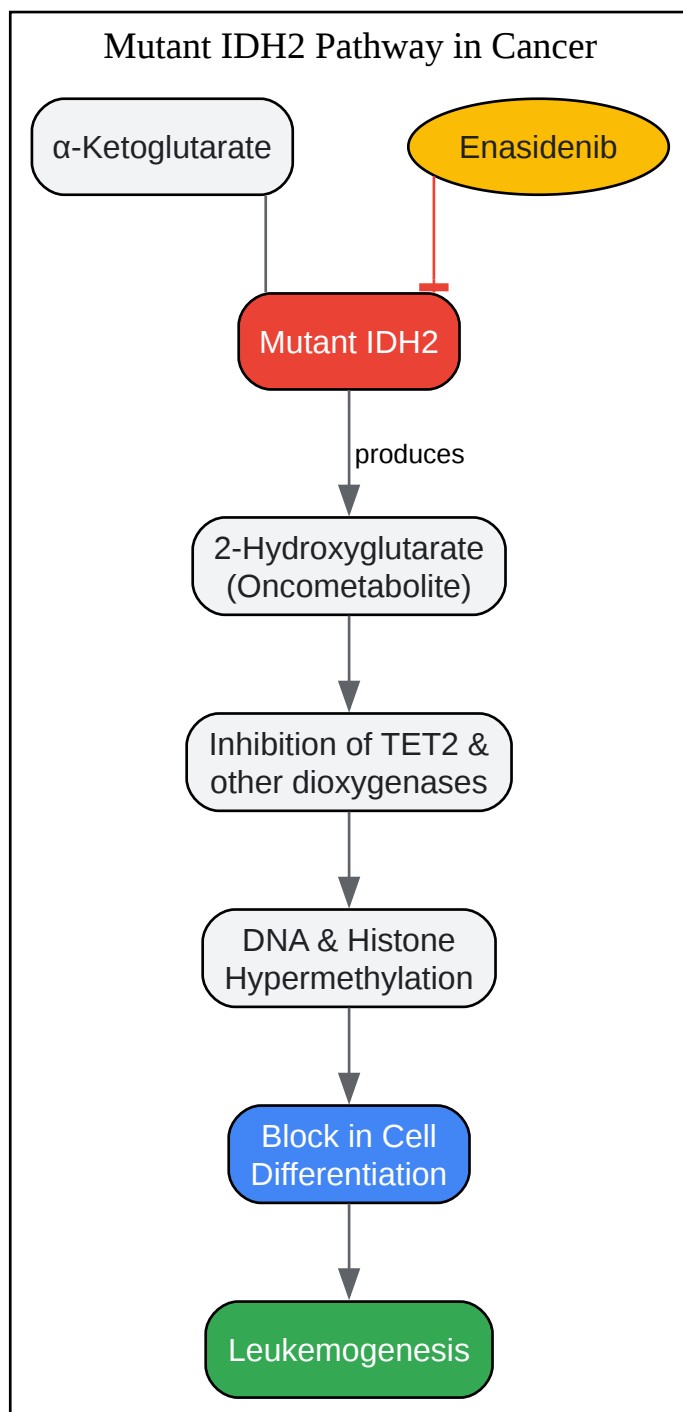 Mutant IDH2 Pathway in Cancer
α-Ketoglutarate
Enasidenib
Mutant IDH2
produces
2-Hydroxyglutarate
(Oncometabolite)
Inhibition of TET2 &
other dioxygenases
DNA & Histone
Hypermethylation
Block in Cell
Differentiation
Leukemogenesis